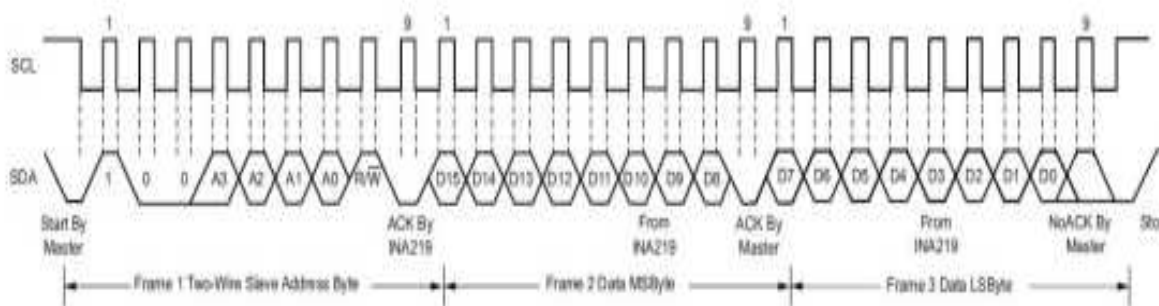 1 9 1 9 1 9
SCL
SDA 1 0 0 A3 A2 A1 A0 R/W D15 D14 D13 D12 D11 D10 D9 D8 D7 D6 D5 D4 D3 D2 D1 D0
Start By Master ACK By INA219 From INA219 ACK By Master From INA219 NoACK By Master Sto
Frame 1 Two-Wire Slave Address Byte Frame 2 Data MSByte Frame 3 Data LSByte